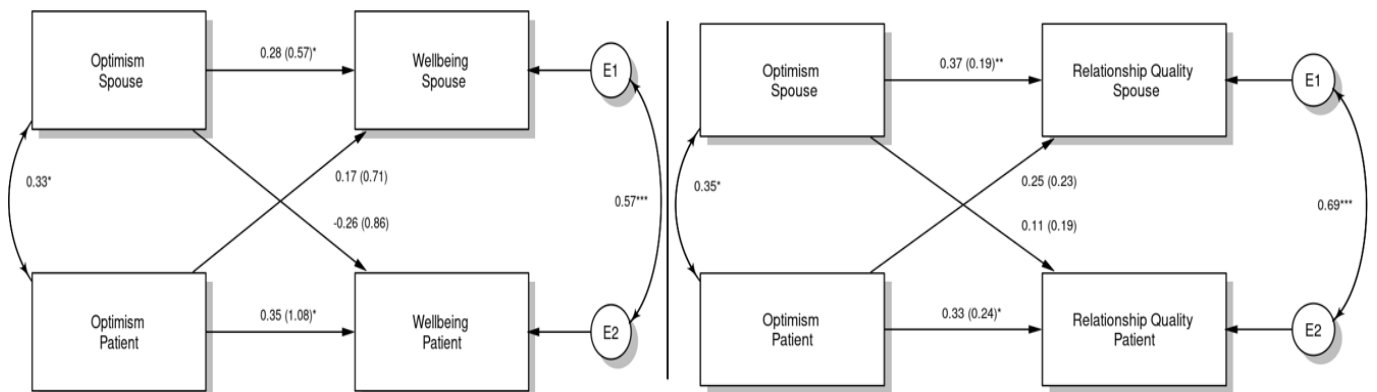 Optimism
Spouse
0.28 (0.57)*
Wellbeing
Spouse
E1
0.33*
0.17 (0.71)
-0.26 (0.86)
0.57***
Optimism
Patient
0.35 (1.08)*
Wellbeing
Patient
E2
Optimism
Spouse
0.37 (0.19)**
Relationship Quality
Spouse
E1
0.35*
0.25 (0.23)
0.11 (0.19)
0.69***
Optimism
Patient
0.33 (0.24)*
Relationship Quality
Patient
E2